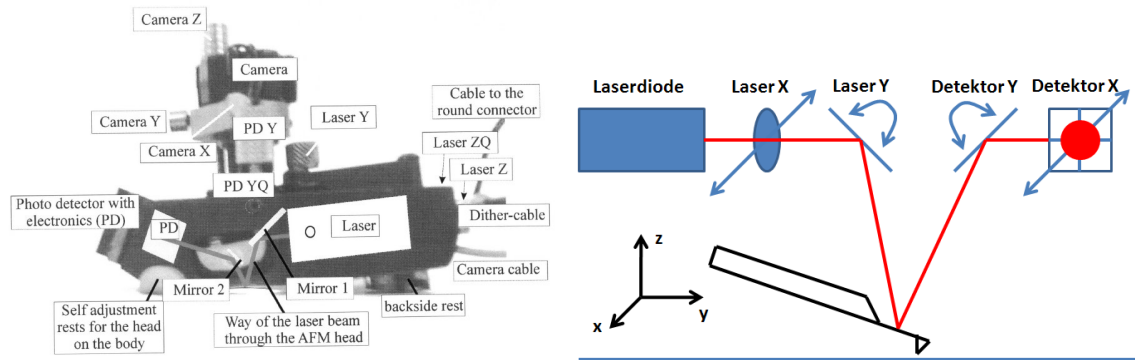 Camera Z
Camera
Camera Y
PD Y
Camera X
Laser Y
Cable to the
round connector
Laser ZQ
Laser Z
PD YQ
Photo detector with
electronics (PD)
PD
Laser
Dither-cable
Camera cable
Mirror 2
Mirror 1
backside rest
Self adjustment
rests for the head
on the body
Way of the laser beam
through the AFM head
Laserdiode
Laser X
Laser Y
Detektor Y
Detektor X
z
y
x